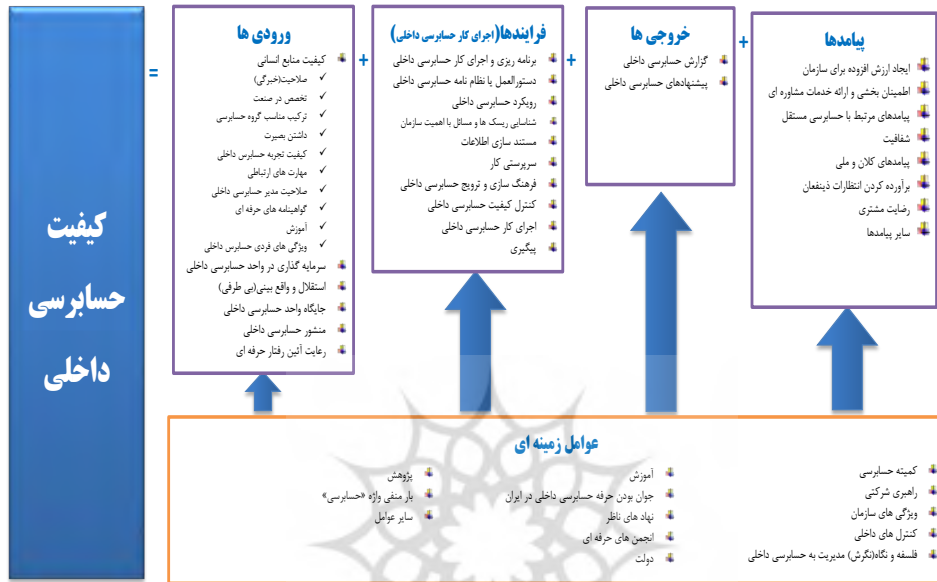 کیفیت
حسابرسی
داخلی
=
ورودی ها
کیفیت منابع انسانی
صلاحیت(خبرگی)
تخصص در صنعت
ترکیب مناسب گروه حسابرسی
داشتن بصیرت
کیفیت تجربه حسابرس داخلی
مهارت های ارتباطی
صلاحیت مدیر حسابرسی داخلی
گواهینامه های حرفه ای
آموزش
ویژگی های فردی حسابرس داخلی
سرمایه گذاری در واحد حسابرسی داخلی
استقلال و واقع بینی(بی طرفی)
جایگاه واحد حسابرسی داخلی
منشور حسابرسی داخلی
رعایت آئین رفتار حرفه ای
+
فرایندها(اجرای کار حسابرسی داخلی)
برنامه ریزی و اجرای کار حسابرسی داخلی
دستورالعمل یا نظام نامه حسابرسی داخلی
رویکرد حسابرسی داخلی
شناسایی ریسک ها و مسائل با اهمیت سازمان
مستند سازی اطلاعات
سرپرستی کار
فرهنگ سازی و ترویج حسابرسی داخلی
کنترل کیفیت حسابرسی داخلی
اجرای کار حسابرسی داخلی
پیگیری
+
خروجی ها
گزارش حسابرسی داخلی
پیشنهادهای حسابرسی داخلی
+
پیامدها
ایجاد ارزش افزوده برای سازمان
اطمینان بخشی و ارائه خدمات مشاوره ای
پیامدهای مرتبط با حسابرسی مستقل
شفافیت
پیامدهای کلان و ملی
برآورده کردن انتظارات ذینفعان
رضایت مشتری
سایر پیامدها
عوامل زمینه ای
کمیته حسابرسی
راهبری شرکتی
ویژگی های سازمان
کنترل های داخلی
فلسفه و نگاه(نگرش) مدیریت به حسابرسی داخلی
آموزش
جوان بودن حرفه حسابرسی داخلی در ایران
نهاد های ناظر
انجمن های حرفه ای
دولت
پژوهش
بار منفی واژه «حسابرسی»
سایر عوامل